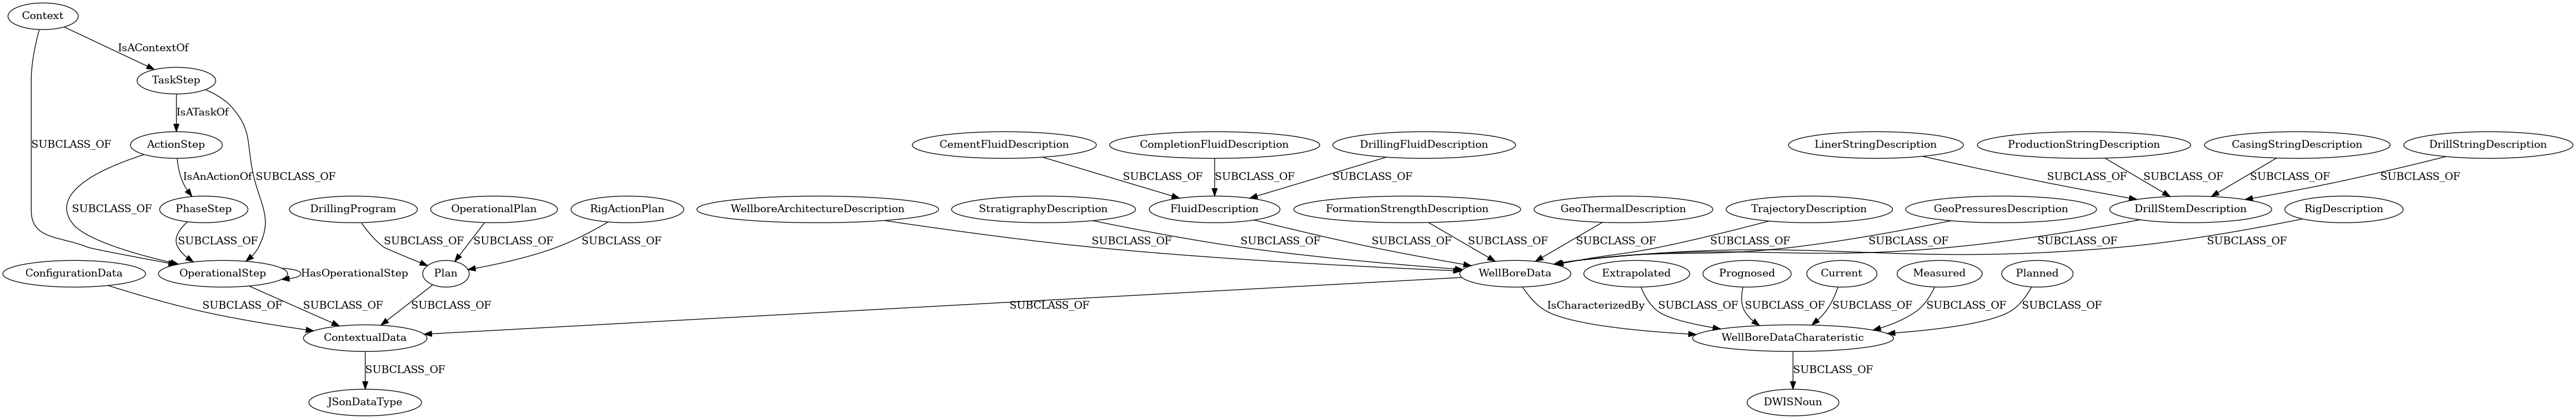 Context
IsAContextOf
TaskStep
IsATaskOf
SUBCLASS_OF
ActionStep
CementFluidDescription
CompletionFluidDescription
DrillingFluidDescription
LinerStringDescription
ProductionStringDescription
CasingStringDescription
DrillStringDescription
IsAnActionOf
SUBCLASS_OF
SUBCLASS_OF
SUBCLASS_OF
SUBCLASS_OF
SUBCLASS_OF
SUBCLASS_OF
SUBCLASS_OF
SUBCLASS_OF
SUBCLASS_OF
PhaseStep
DrillingProgram
OperationalPlan
RigActionPlan
WellboreArchitectureDescription
StratigraphyDescription
FluidDescription
FormationStrengthDescription
GeoThermalDescription
TrajectoryDescription
GeoPressuresDescription
DrillStemDescription
RigDescription
SUBCLASS_OF
SUBCLASS_OF
SUBCLASS_OF
SUBCLASS_OF
SUBCLASS_OF
SUBCLASS_OF
SUBCLASS_OF
SUBCLASS_OF
SUBCLASS_OF
SUBCLASS_OF
SUBCLASS_OF
SUBCLASS_OF
SUBCLASS_OF
SUBCLASS_OF
ConfigurationData
OperationalStep
HasOperationalStep
Plan
WellBoreData
Extrapolated
Prognosed
Current
Measured
Planned
SUBCLASS_OF
SUBCLASS_OF
SUBCLASS_OF
SUBCLASS_OF
IsCharacterizedBy
SUBCLASS_OF
SUBCLASS_OF
SUBCLASS_OF
SUBCLASS_OF
SUBCLASS_OF
ContextualData
WellBoreDataCharateristic
SUBCLASS_OF
SUBCLASS_OF
JSonDataType
DWISNoun